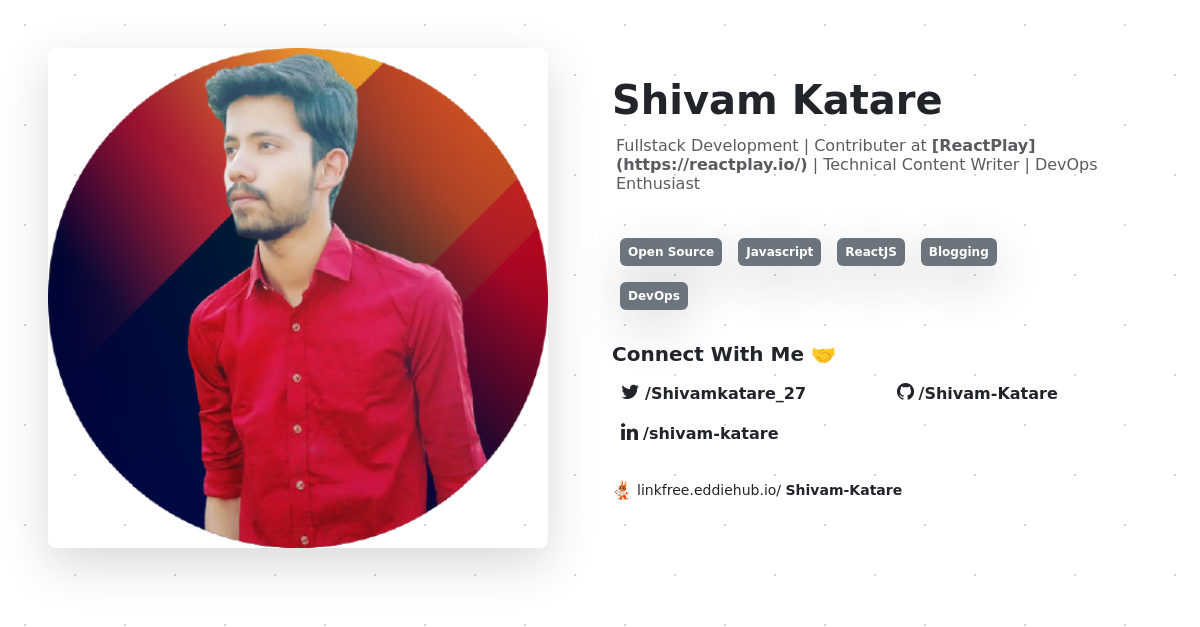 Shivam Katare
Fullstack Development | Contributer at [ReactPlay]
(https://reactplay.io/) | Technical Content Writer | DevOps
Enthusiast
Open Source Javascript ReactJS Blogging
DevOps
Connect With Me 🤝
/Shivamkatare_27 /Shivam-Katare
/shivam-katare
linkfree.eddiehub.io/ Shivam-Katare